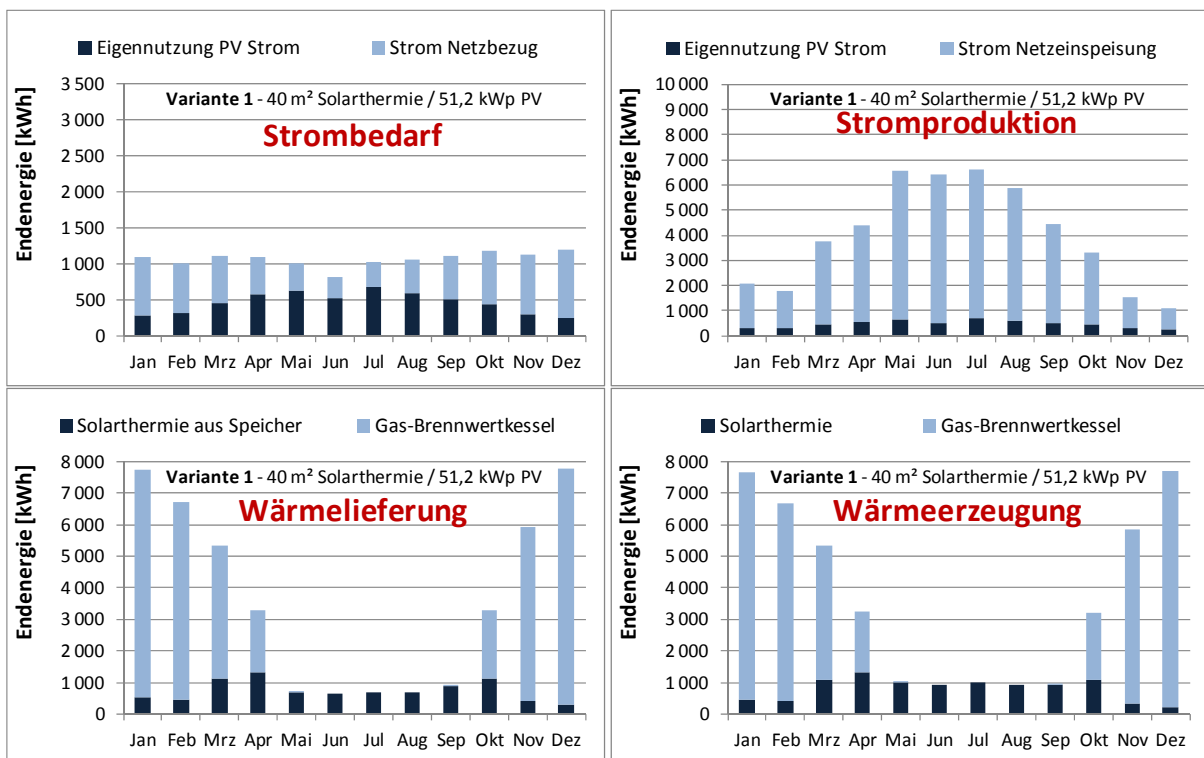 Eigennutzung PV Strom Strom Netzbezug
Variante 1 - 40 m² Solarthermie / 51,2 kWp PV
Strombedarf
Endenergie [kWh]
3 500
3 000
2 500
2 000
1 500
1 000
500
0
Jan Feb Mrz Apr Mai Jun Jul Aug Sep Okt Nov Dez
Eigennutzung PV Strom Strom Netzeinspeisung
Variante 1 - 40 m² Solarthermie / 51,2 kWp PV
Stromproduktion
Endenergie [kWh]
10 000
9 000
8 000
7 000
6 000
5 000
4 000
3 000
2 000
1 000
0
Jan Feb Mrz Apr Mai Jun Jul Aug Sep Okt Nov Dez
Solarthermie aus Speicher Gas-Brennwertkessel
Variante 1 - 40 m² Solarthermie / 51,2 kWp PV
Wärmelieferung
Endenergie [kWh]
8 000
7 000
6 000
5 000
4 000
3 000
2 000
1 000
0
Jan Feb Mrz Apr Mai Jun Jul Aug Sep Okt Nov Dez
Solarthermie Gas-Brennwertkessel
Variante 1 - 40 m² Solarthermie / 51,2 kWp PV
Wärmeerzeugung
Endenergie [kWh]
8 000
7 000
6 000
5 000
4 000
3 000
2 000
1 000
0
Jan Feb Mrz Apr Mai Jun Jul Aug Sep Okt Nov Dez